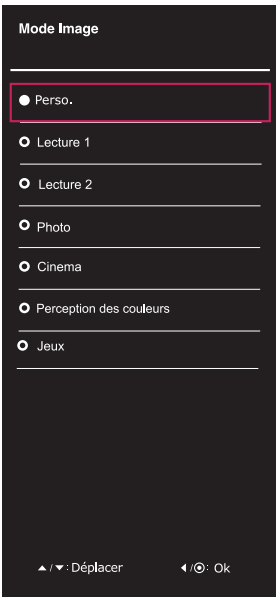 Mode Image
Perso.
Lecture 1
Lecture 2
Photo
Cinema
Perception des couleurs
Jeux
▲/▼:Déplacer ◀/◉: Ok